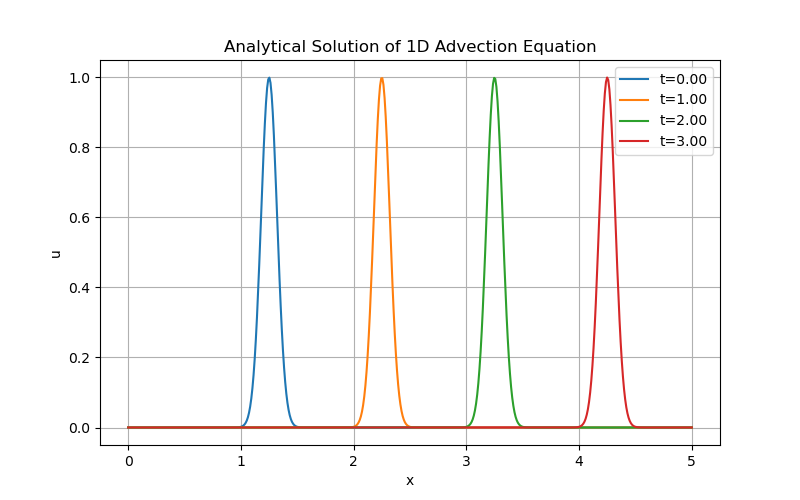 Analytical Solution of 1D Advection Equation
t=0.00
t=1.00
t=2.00
t=3.00
1.0
0.8
0.6
0.4
0.2
0.0
u
0 1 2 3 4 5
x